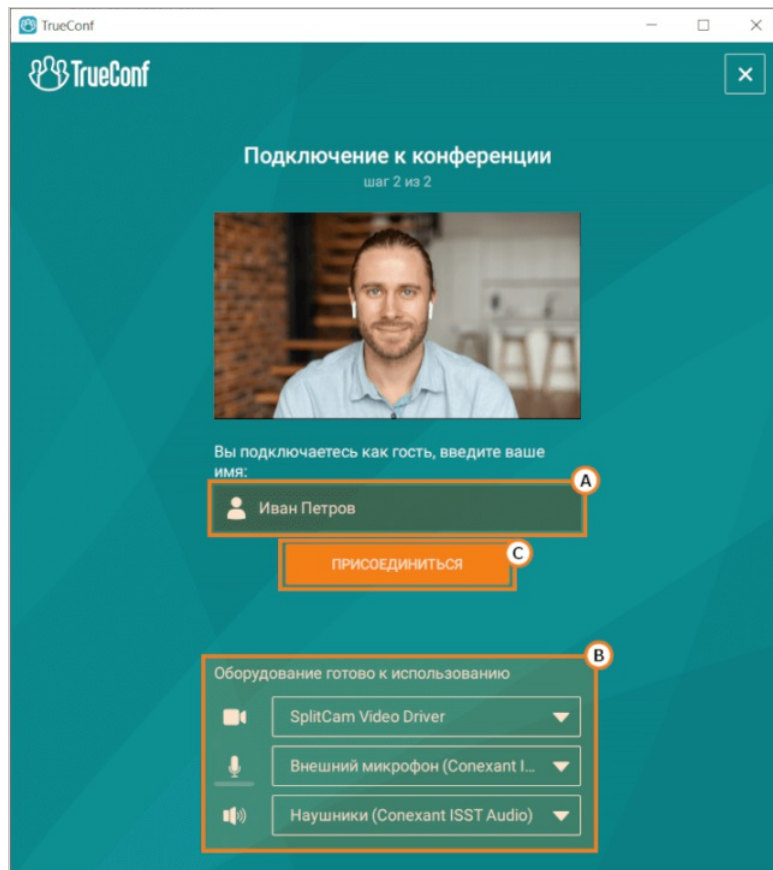 TrueConf
TrueConf
Подключение к конференции
шаг 2 из 2
Вы подключаетесь как гость, введите ваше
имя:
A
Иван Петров
ПРИСОЕДИНИТЬСЯ
C
B
Оборудование готово к использованию
SplitCam Video Driver
Внешний микрофон (Conexant I...
Наушники (Conexant ISST Audio)